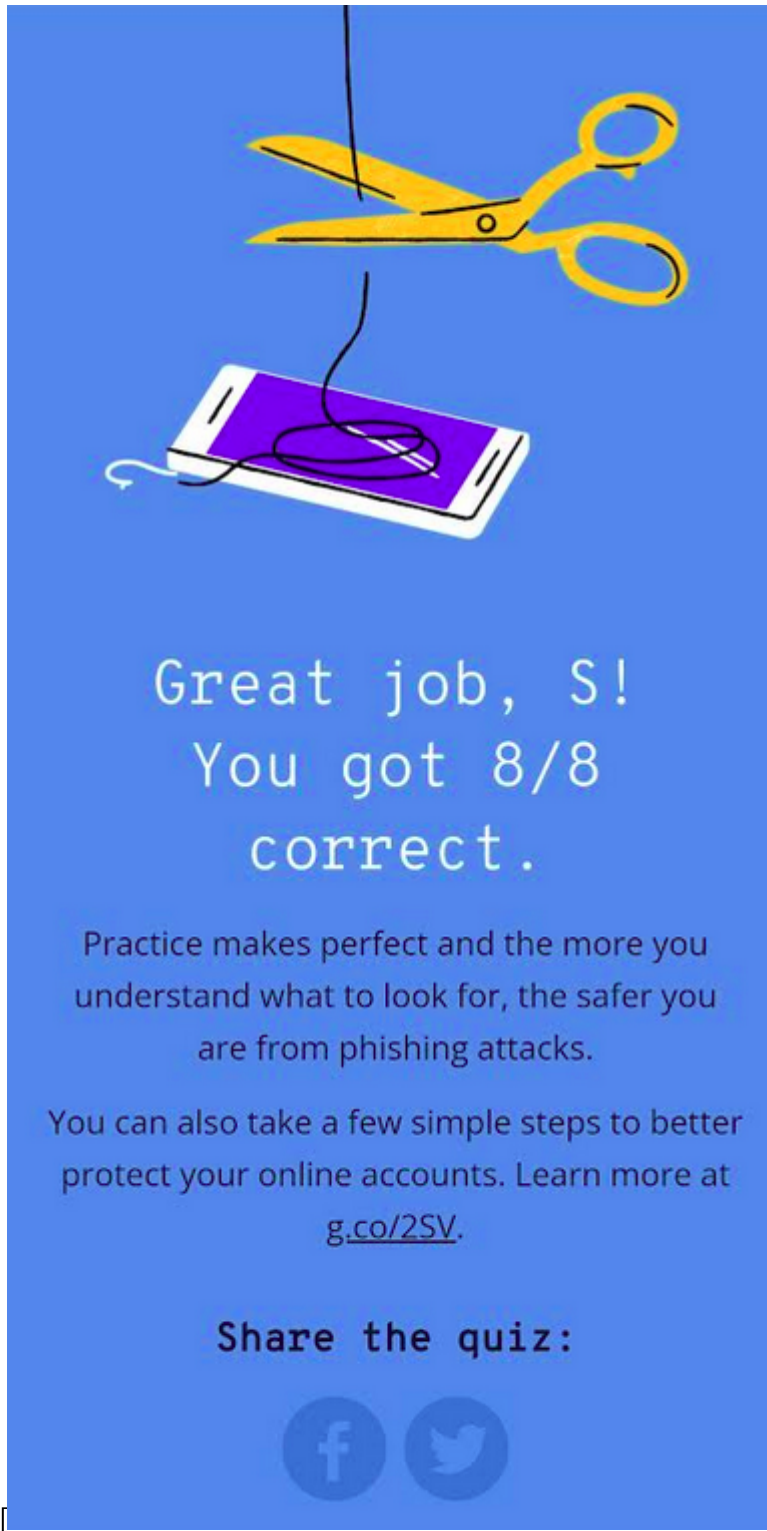 Great job, S!
You got 8/8
correct.
Practice makes perfect and the more you
understand what to look for, the safer you
are from phishing attacks.
You can also take a few simple steps to better
protect your online accounts. Learn more at
g.co/2SV.
Share the quiz: